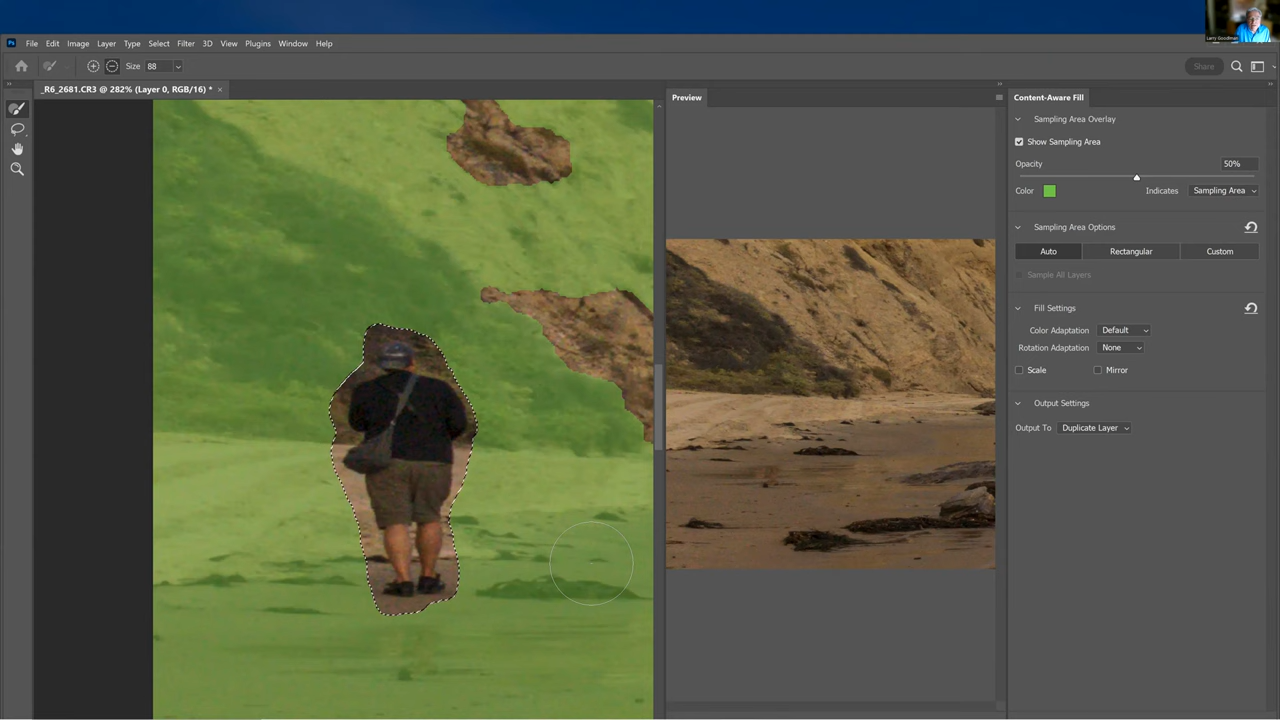 Larry Goodman
Ps File Edit Image Layer Type Select Filter 3D View Plugins Window Help
Size 88 Share
_R6_2681.CR3 @ 282% (Layer 0, RGB/16) * ×
Preview
Content-Aware Fill
Sampling Area Overlay
Show Sampling Area
Opacity 50%
Color Indicates Sampling Area
Sampling Area Options
Auto Rectangular Custom
Sample All Layers
Fill Settings
Color Adaptation Default
Rotation Adaptation None
Scale Mirror
Output Settings
Output To Duplicate Layer